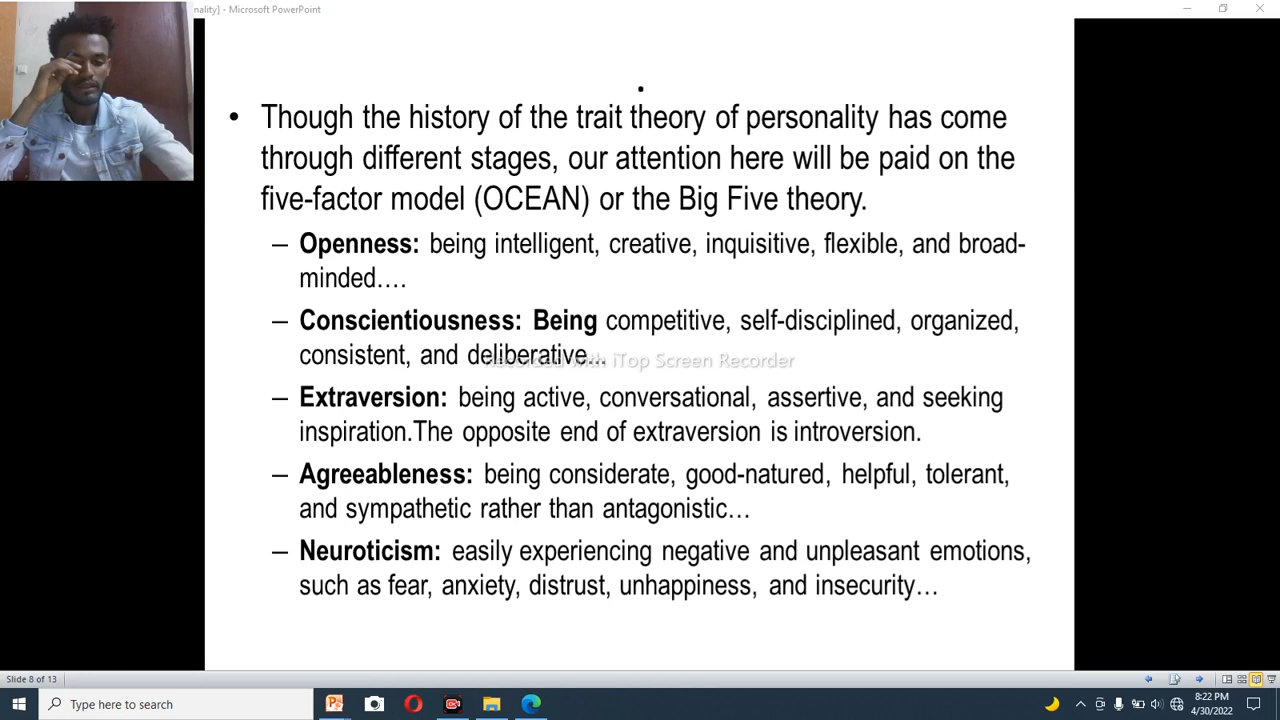 nality] - Microsoft PowerPoint
.
• Though the history of the trait theory of personality has come
through different stages, our attention here will be paid on the
five-factor model (OCEAN) or the Big Five theory.
– Openness: being intelligent, creative, inquisitive, flexible, and broad-
minded….
– Conscientiousness: Being competitive, self-disciplined, organized,
consistent, and deliberative...
Recorded with iTop Screen Recorder
– Extraversion: being active, conversational, assertive, and seeking
inspiration.The opposite end of extraversion is introversion.
– Agreeableness: being considerate, good-natured, helpful, tolerant,
and sympathetic rather than antagonistic…
– Neuroticism: easily experiencing negative and unpleasant emotions,
such as fear, anxiety, distrust, unhappiness, and insecurity…
Slide 8 of 13
Type here to search
8:22 PM
4/30/2022